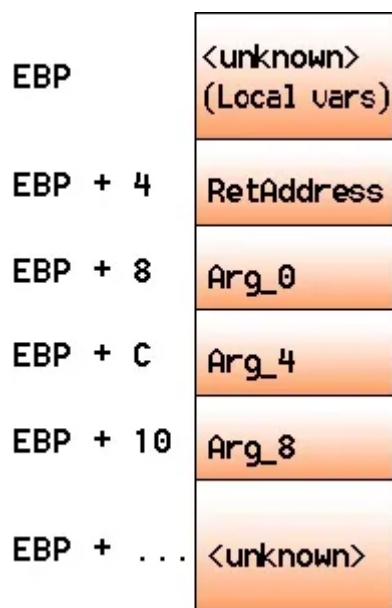 EBP
<unknown>
(Local vars)
EBP + 4
RetAddress
EBP + 8
Arg_0
EBP + C
Arg_4
EBP + 10
Arg_8
EBP + ...
<unknown>